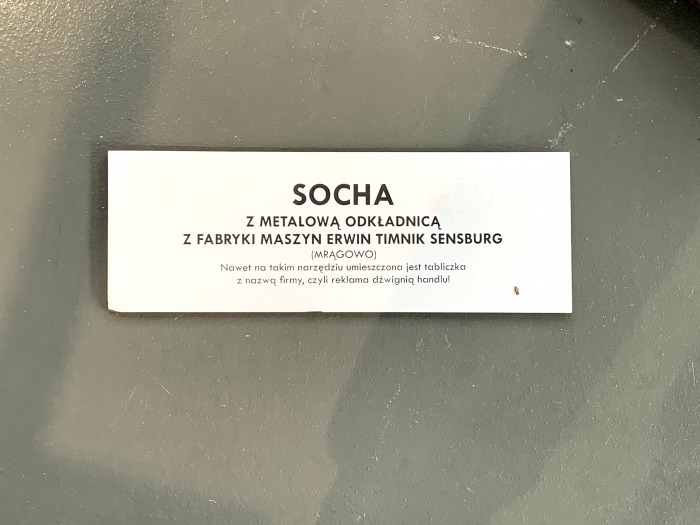 SOCHA
Z METALOWĄ ODKŁADNICĄ
Z FABRYKI MASZYN ERWIN TIMNIK SENSBURG
(MRĄGOWO)
Nawet na takim narzędziu umieszczona jest tabliczka
z nazwą firmy, czyli reklama dźwignią handlu!